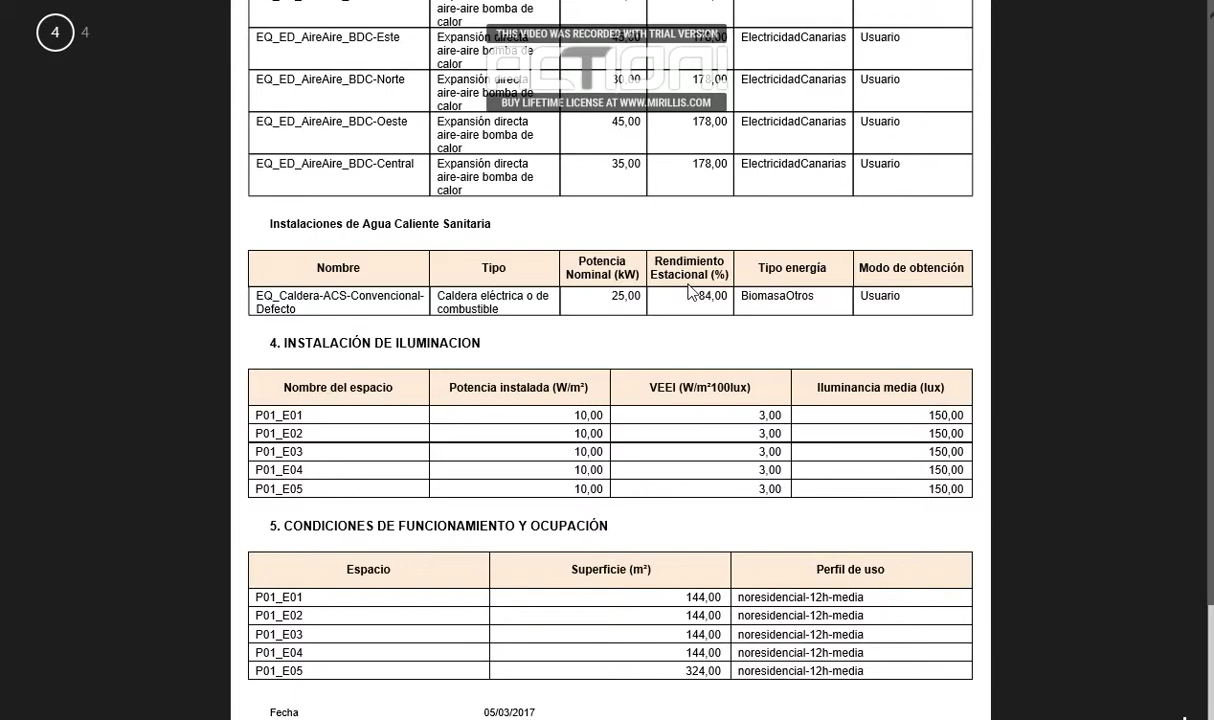 4 4
aire-aire bomba de
calor
EQ_ED_AireAire_BDC-Este Expansión directa 45,00 178,00 ElectricidadCanarias Usuario
aire-aire bomba de
calor
THIS VIDEO WAS RECORDED WITH TRIAL VERSION
ACTION!
BUY LIFETIME LICENSE AT WWW.MIRILLIS.COM
EQ_ED_AireAire_BDC-Norte Expansión directa 30,00 178,00 ElectricidadCanarias Usuario
aire-aire bomba de
calor
EQ_ED_AireAire_BDC-Oeste Expansión directa 45,00 178,00 ElectricidadCanarias Usuario
aire-aire bomba de
calor
EQ_ED_AireAire_BDC-Central Expansión directa 35,00 178,00 ElectricidadCanarias Usuario
aire-aire bomba de
calor
Instalaciones de Agua Caliente Sanitaria
Nombre Tipo Potencia Nominal (kW) Rendimiento Estacional (%) Tipo energía Modo de obtención
EQ_Caldera-ACS-Convencional- Caldera eléctrica o de 25,00 84,00 BiomasaOtros Usuario
Defecto combustible
4. INSTALACIÓN DE ILUMINACION
Nombre del espacio Potencia instalada (W/m²) VEEI (W/m²100lux) Iluminancia media (lux)
P01_E01 10,00 3,00 150,00
P01_E02 10,00 3,00 150,00
P01_E03 10,00 3,00 150,00
P01_E04 10,00 3,00 150,00
P01_E05 10,00 3,00 150,00
5. CONDICIONES DE FUNCIONAMIENTO Y OCUPACIÓN
Espacio Superficie (m²) Perfil de uso
P01_E01 144,00 noresidencial-12h-media
P01_E02 144,00 noresidencial-12h-media
P01_E03 144,00 noresidencial-12h-media
P01_E04 144,00 noresidencial-12h-media
P01_E05 324,00 noresidencial-12h-media
Fecha 05/03/2017